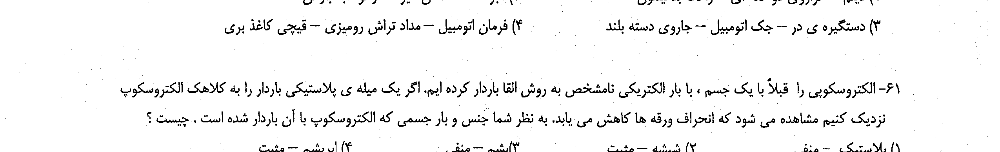 ۳) دستگیره ی در – جک اتومبیل – جاروی دسته بلند ۴) فرمان اتومبیل – مداد تراش رومیزی – قیچی کاغذ بری
۶۱- الکتروسکوپی را قبلاً با یک جسم ، با بار الکتریکی نامشخص به روش القا باردار کرده ایم. اگر یک میله ی پلاستیکی باردار را به کلاهک الکتروسکوپ
نزدیک کنیم مشاهده می شود که انحراف ورقه ها کاهش می یابد. به نظر شما جنس و بار جسمی که الکتروسکوپ با آن باردار شده است . چیست ؟
۱) پلاستیک – منفی ۲) شیشه – مثبت ۳)پشم – منفی ۴) ابریشم – مثبت